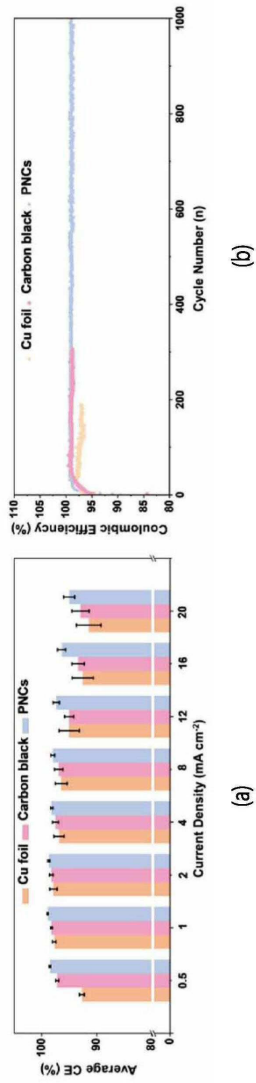 Cu foil Carbon black PNCs
Average CE (%)
100
90
80
0
0.5 1 2 4 8 12 16 20
Current Density (mA cm⁻²)
(a)
Cu foil Carbon black PNCs
Coulombic Efficiency (%)
110
105
100
95
90
85
80
0 200 400 600 800 1000
Cycle Number (n)
(b)